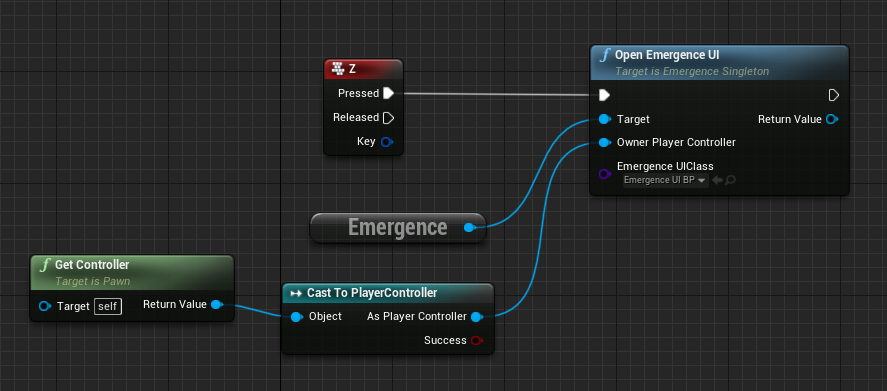 Z
Pressed
Released
Key
f Open Emergence UI
Target is Emergence Singleton
Target
Return Value
Owner Player Controller
Emergence UIClass
Emergence UI BP
Emergence
f Get Controller
Target is Pawn
Target self
Return Value
Cast To PlayerController
Object
As Player Controller
Success